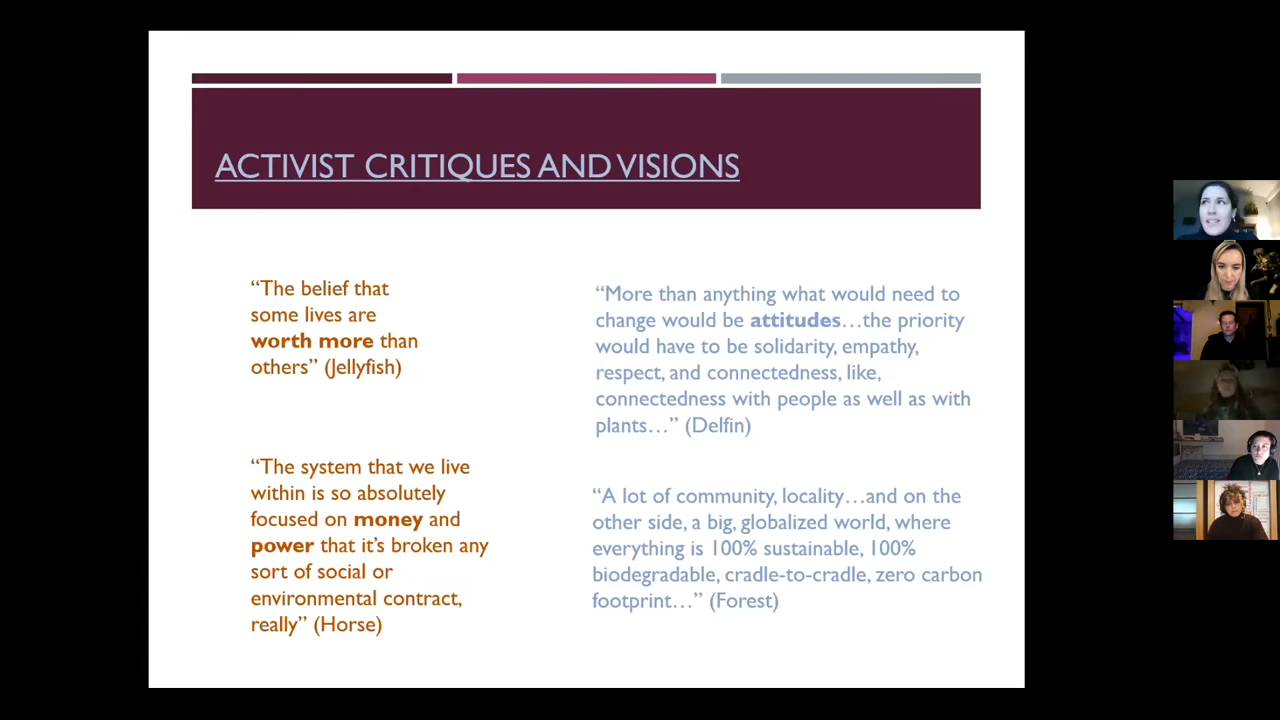 ACTIVIST CRITIQUES AND VISIONS
“The belief that
some lives are
worth more than
others” (Jellyfish)
“The system that we live
within is so absolutely
focused on money and
power that it’s broken any
sort of social or
environmental contract,
really” (Horse)
“More than anything what would need to
change would be attitudes…the priority
would have to be solidarity, empathy,
respect, and connectedness, like,
connectedness with people as well as with
plants…” (Delfin)
“A lot of community, locality…and on the
other side, a big, globalized world, where
everything is 100% sustainable, 100%
biodegradable, cradle-to-cradle, zero carbon
footprint…” (Forest)